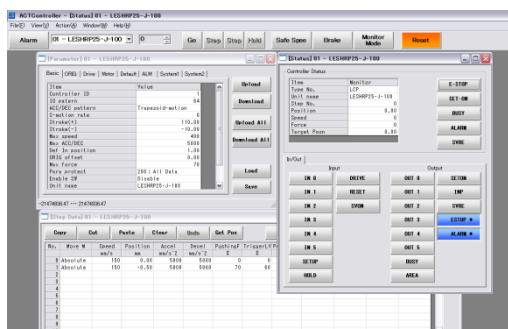 ACTController - [Status] 01 - LESHRP25-J-100
File(F) View(V) Action(A) Window(W) Help(H)
Alarm 01 - LESHRP25-J-100 0 Go Step Stop Hold Safe Spee Brake Monitor Mode Reset
[Parameter] 01 - LESHRP25-J-100
Basic ORIG Drive Motor Default ALM System1 System2
Item Value
Controller ID 1
IO patern 64
ACC/DEC pattern Trapezoid-motion
S-motion rate 0
Stroke(+) 110.00
Stroke(-) -10.00
Max speed 400
Max ACC/DEC 5000
Def In position 1.00
ORIG offset 0.00
Max force 70
Para protect 200 : All Data
Enable SW Disable
Unit name LESHRP25-J-100
Upload
Download
Upload All
Download All
Load
Save
-2147483647 --- 2147483647
[Status] 01 - LESHRP25-J-100
Controller Status
Item Monitor
Type No. LCP
Unit name LESHRP25-J-100
Step No. 0
Position 0.00
Speed 0
Force 0
Target Posn 0.00
E-STOP
SET-ON
BUSY
ALARM
SVRE
In/Out
Input Output
IN 0 DRIVE OUT 0 SETON
IN 1 RESET OUT 1 INP
IN 2 SVON OUT 2 SVRE
IN 3 OUT 3 ESTOP *
IN 4 OUT 4 ALARM *
IN 5 OUT 5
SETUP BUSY
HOLD AREA
[Step Data] 01 - LESHRP25-J-100
Copy Cut Paste Clear Undo Get Pos
No. Move M Speed Position Accel Decel PushingF TriggerLV
mm/s mm mm/s^2 mm/s^2 % %
0 Absolute 150 0.00 5000 5000 0 0
1 Absolute 150 -0.50 5000 5000 70 60
2
3
4
5
6
7
8
9